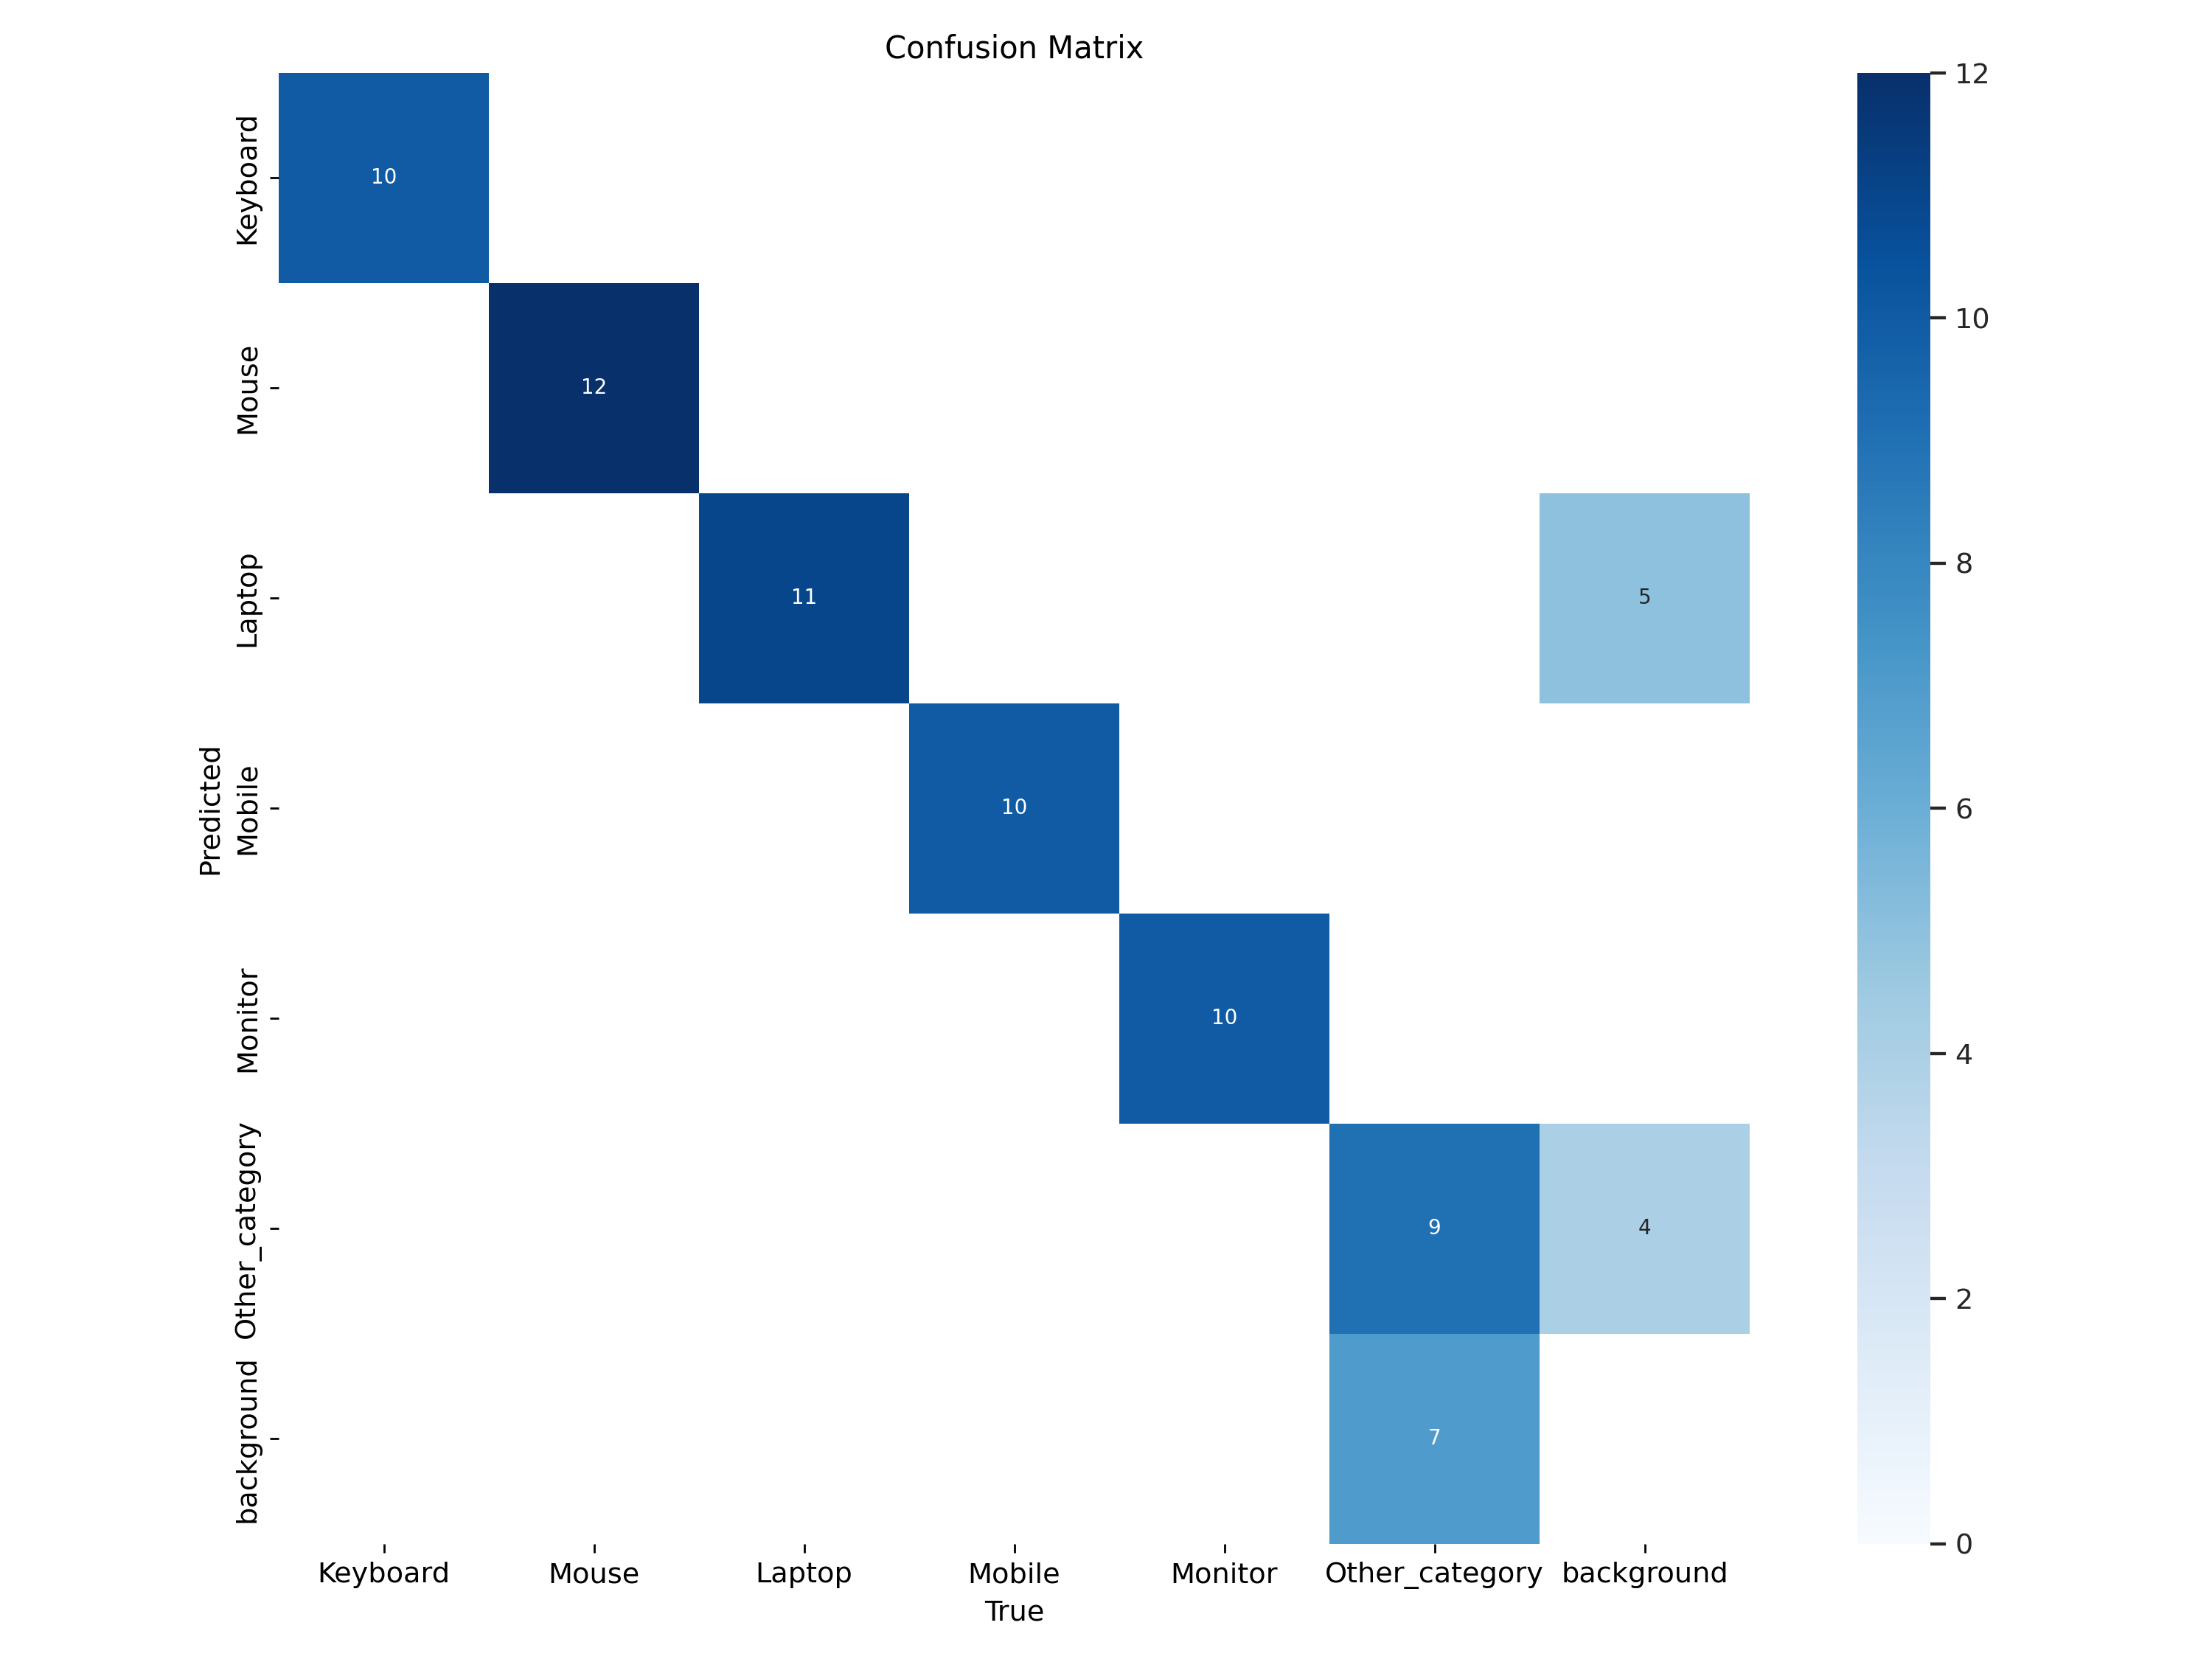 Confusion Matrix
Keyboard
Mouse
Laptop
Mobile
Monitor
Other_category
background
Predicted
10
12
11
5
10
10
9
4
7
Keyboard
Mouse
Laptop
Mobile
Monitor
Other_category
background
True
12
10
8
6
4
2
0